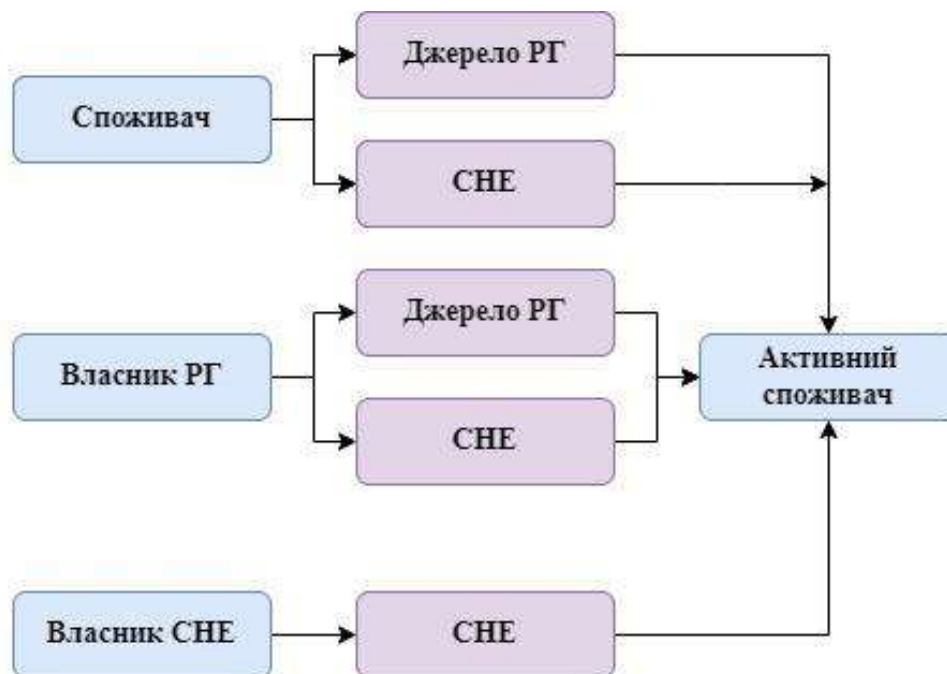 Джерело РГ
Споживач
СНЕ
Джерело РГ
Власник РГ
Активний
споживач
СНЕ
Власник СНЕ
СНЕ